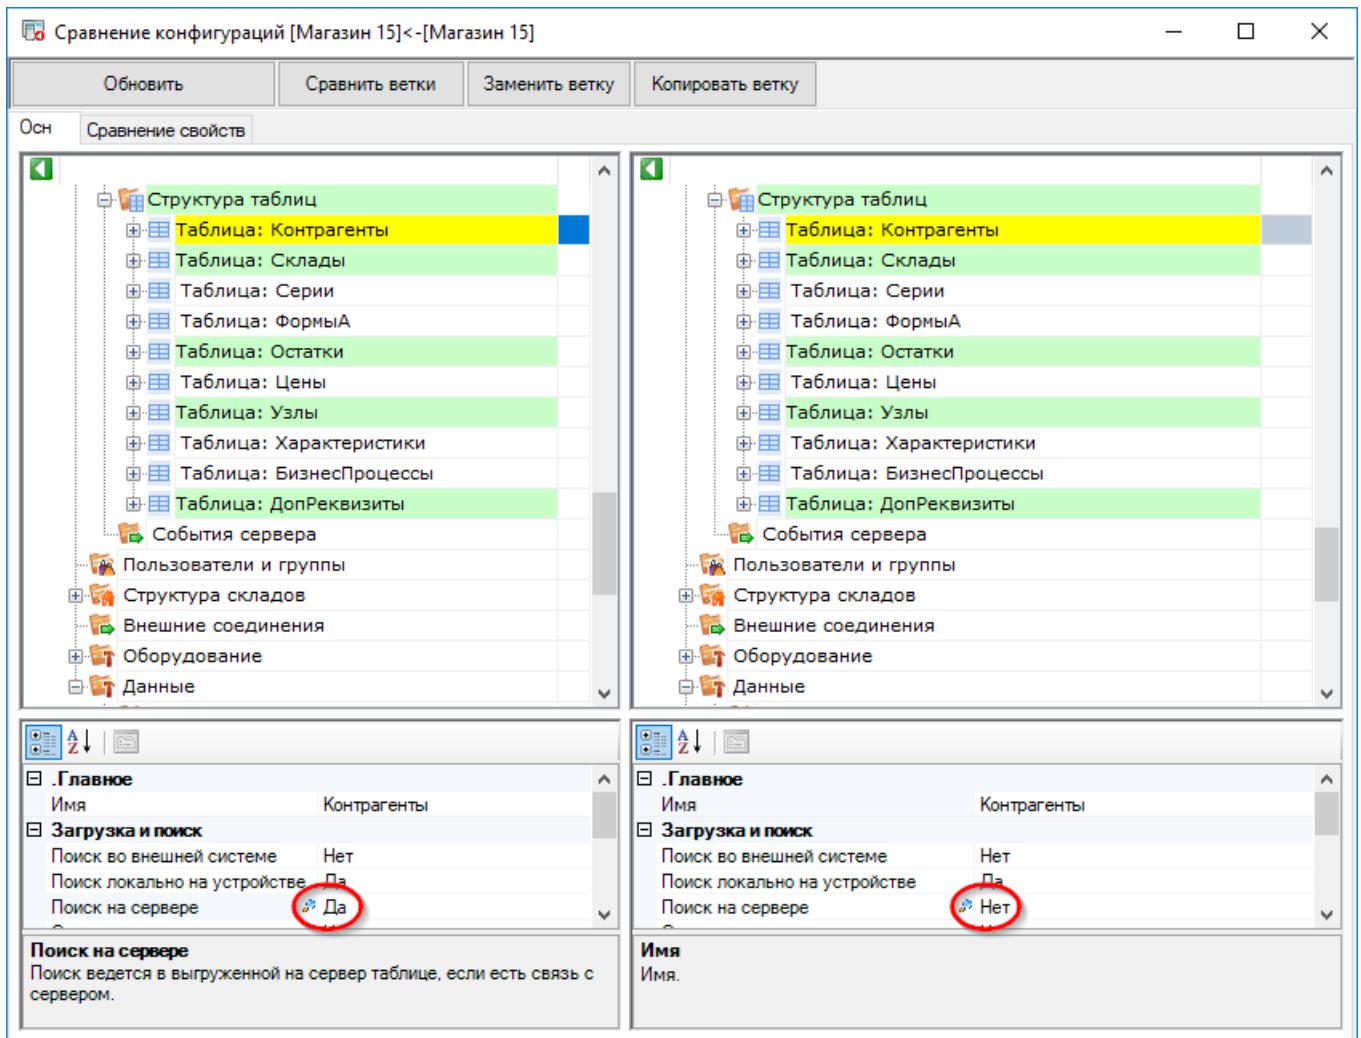 Сравнение конфигураций [Магазин 15]<-[Магазин 15]
Обновить Сравнить ветки Заменить ветку Копировать ветку
Осн Сравнение свойств
Структура таблиц
Таблица: Контрагенты
Таблица: Склады
Таблица: Серии
Таблица: ФормыА
Таблица: Остатки
Таблица: Цены
Таблица: Узлы
Таблица: Характеристики
Таблица: БизнесПроцессы
Таблица: ДопРеквизиты
События сервера
Пользователи и группы
Структура складов
Внешние соединения
Оборудование
Данные
Структура таблиц
Таблица: Контрагенты
Таблица: Склады
Таблица: Серии
Таблица: ФормыА
Таблица: Остатки
Таблица: Цены
Таблица: Узлы
Таблица: Характеристики
Таблица: БизнесПроцессы
Таблица: ДопРеквизиты
События сервера
Пользователи и группы
Структура складов
Внешние соединения
Оборудование
Данные
.Главное
Имя Контрагенты
Загрузка и поиск
Поиск во внешней системе Нет
Поиск локально на устройстве Да
Поиск на сервере Да
Поиск на сервере
Поиск ведется в выгруженной на сервер таблице, если есть связь с
сервером.
.Главное
Имя Контрагенты
Загрузка и поиск
Поиск во внешней системе Нет
Поиск локально на устройстве Да
Поиск на сервере Нет
Имя
Имя.